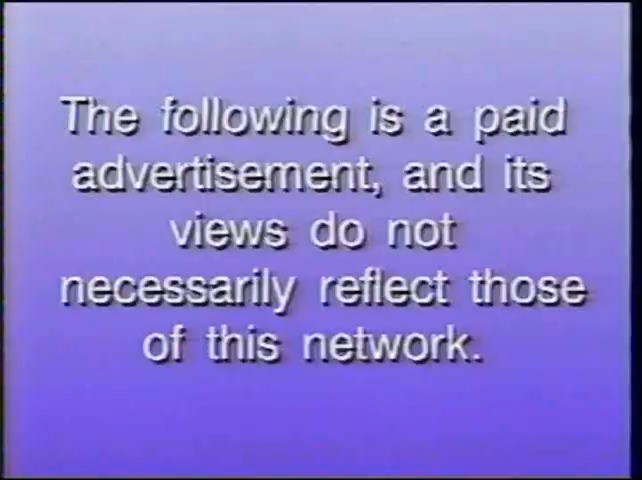 The following is a paid
advertisement, and its
views do not
necessarily reflect those
of this network.